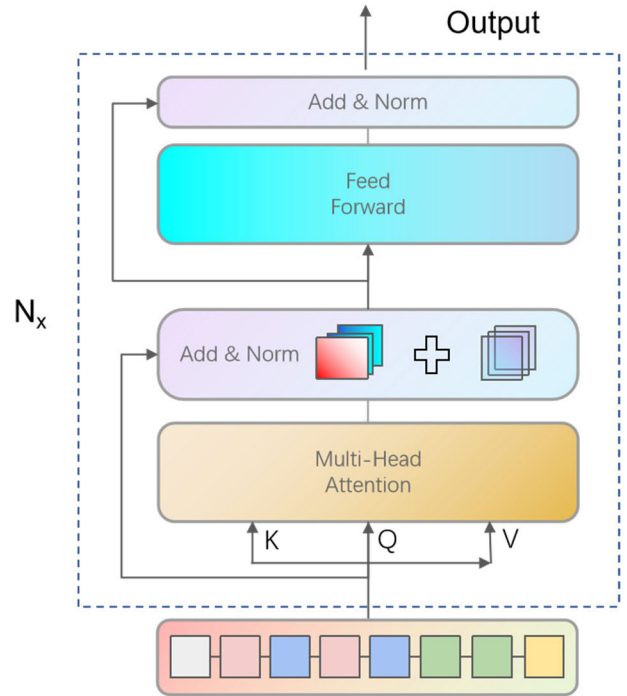 Output
Add & Norm
Feed
Forward
Nx
Add & Norm
Multi-Head
Attention
K Q V